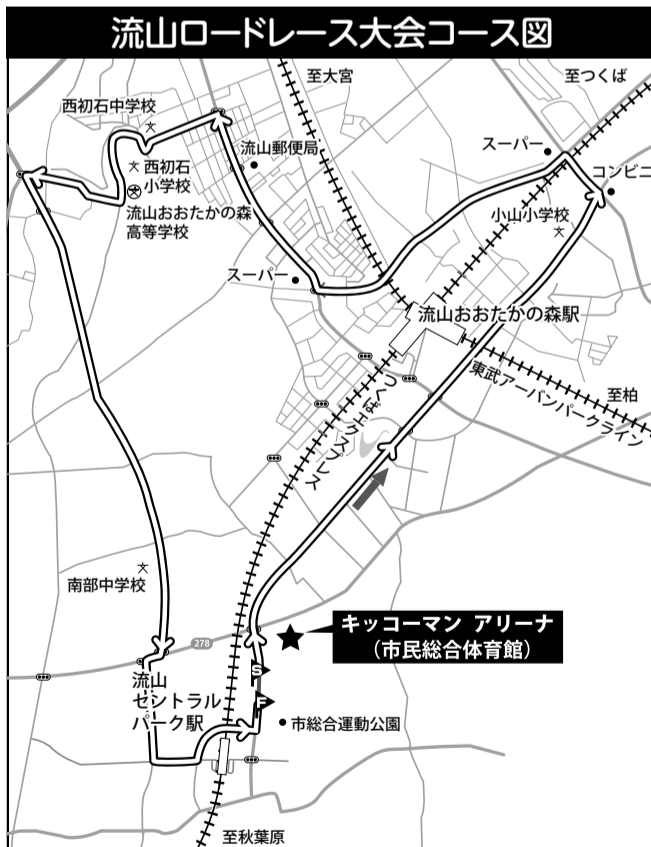 流山ロードレース大会コース図
至大宮
至つくば
西初石中学校
スーパー
流山郵便局
コンビニ
西初石
小学校
流山おおたかの森
高等学校
小山小学校
スーパー
流山おおたかの森駅
東武アーバンパークライン
至柏
つくばエクスプレス
南部中学校
キッコーマン アリーナ
(市民総合体育館)
278
S
流山
セントラル
パーク駅
F
市総合運動公園
至秋葉原